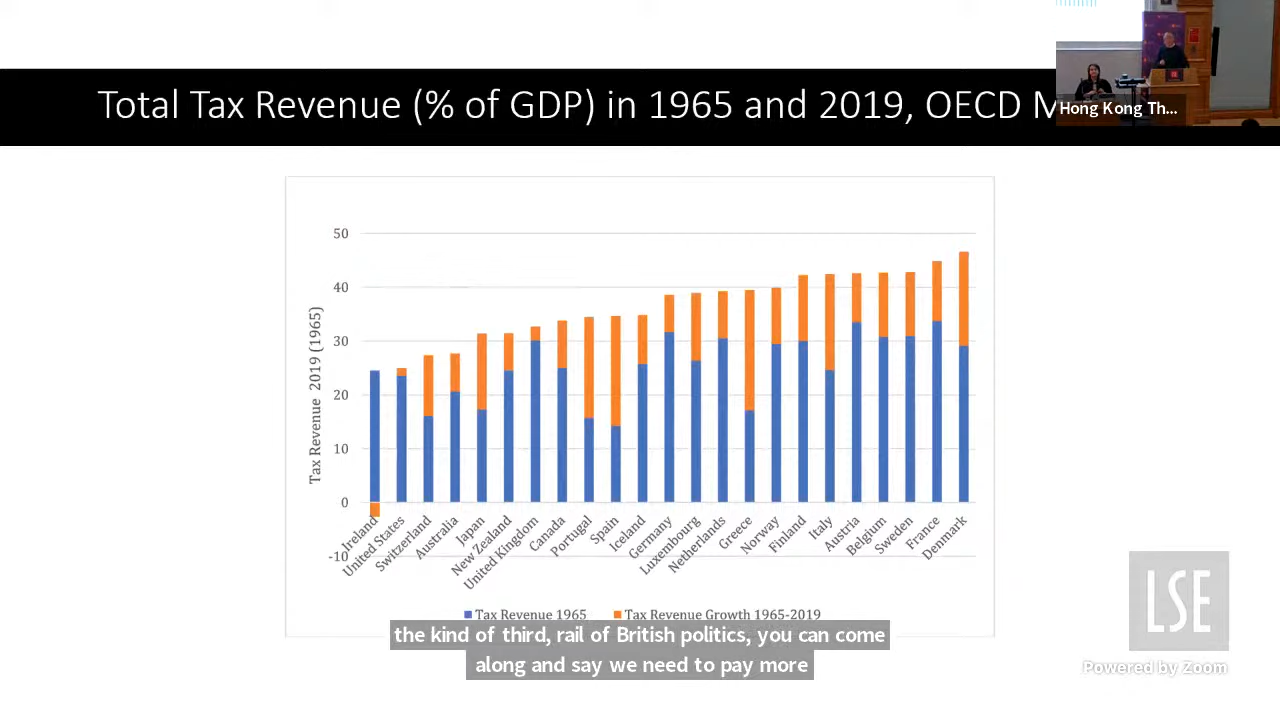 Total Tax Revenue (% of GDP) in 1965 and 2019, OECD M
Hong Kong Th...
50
40
30
20
10
0
-10
Tax Revenue 2019 (1965)
Ireland
United States
Switzerland
Australia
Japan
New Zealand
United Kingdom
Canada
Portugal
Spain
Iceland
Germany
Luxembourg
Netherlands
Greece
Norway
Finland
Italy
Austria
Belgium
Sweden
France
Denmark
Tax Revenue 1965
Tax Revenue Growth 1965-2019
the kind of third, rail of British politics, you can come
along and say we need to pay more
LSE
Powered by Zoom